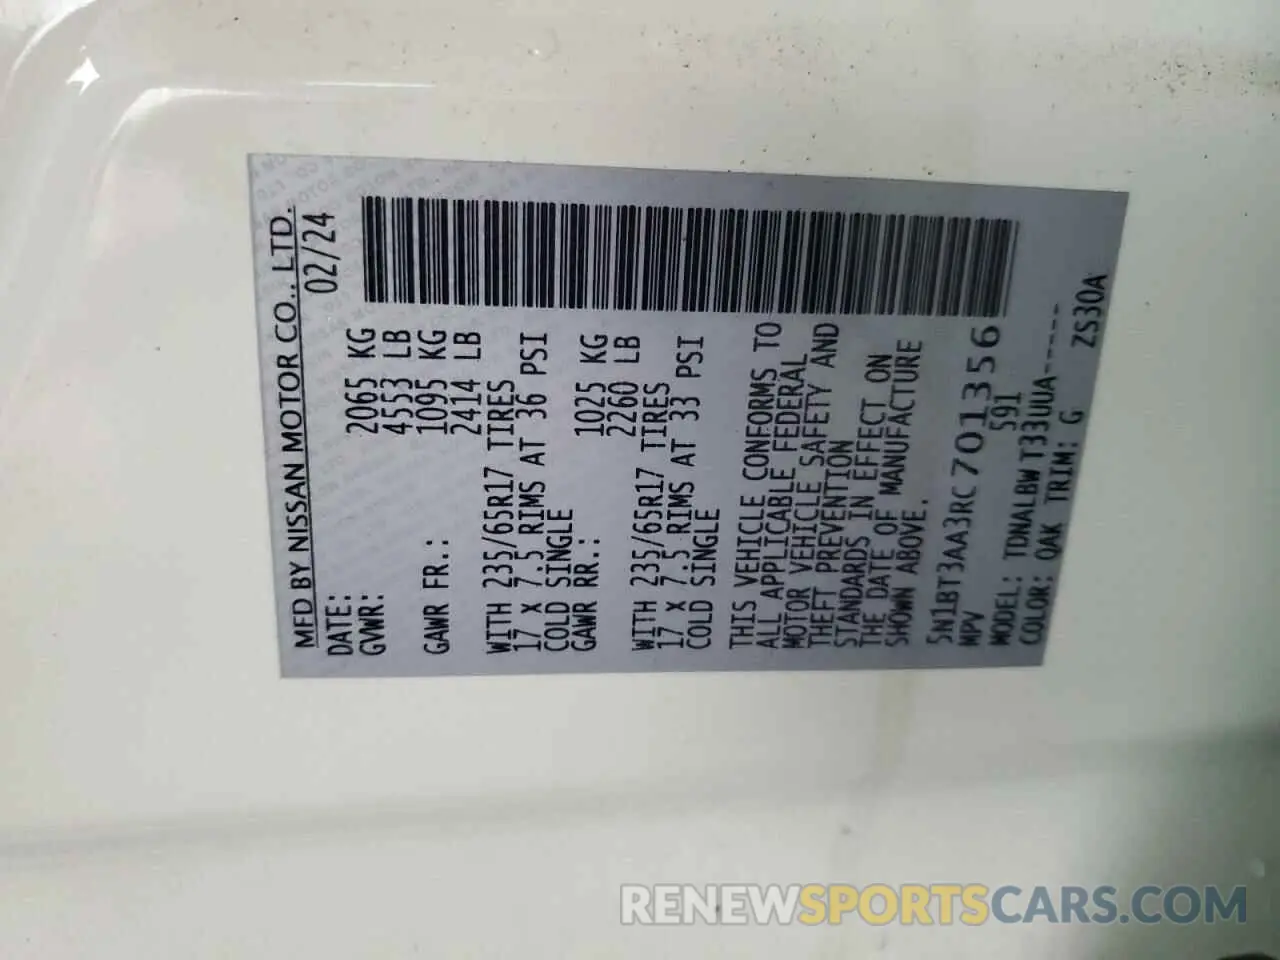 MFD BY NISSAN MOTOR CO., LTD.
DATE: 02/24
GVWR: 2065 KG
4553 LB
GAWR FR.: 1095 KG
2414 LB
WITH 235/65R17 TIRES
17 X 7.5 RIMS AT 36 PSI
COLD SINGLE
GAWR RR.: 1025 KG
2260 LB
WITH 235/65R17 TIRES
17 X 7.5 RIMS AT 33 PSI
COLD SINGLE
THIS VEHICLE CONFORMS TO
ALL APPLICABLE FEDERAL
MOTOR VEHICLE SAFETY AND
THEFT PREVENTION
STANDARDS IN EFFECT ON
THE DATE OF MANUFACTURE
SHOWN ABOVE.
5N1BT3AA3RC701356
MPV 591
MODEL: TDNALBW T33UUA-----
COLOR: QAK TRIM: G ZS30A
RENEWSPORTSCARS.COM